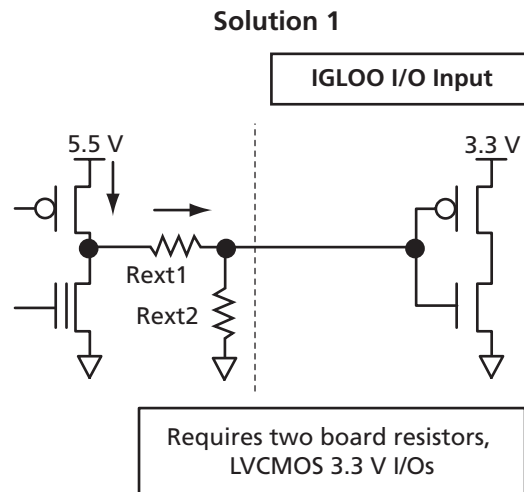 Solution 1
IGLOO I/O Input
5.5 V
3.3 V
Rext1
Rext2
Requires two board resistors,
LVCMOS 3.3 V I/Os